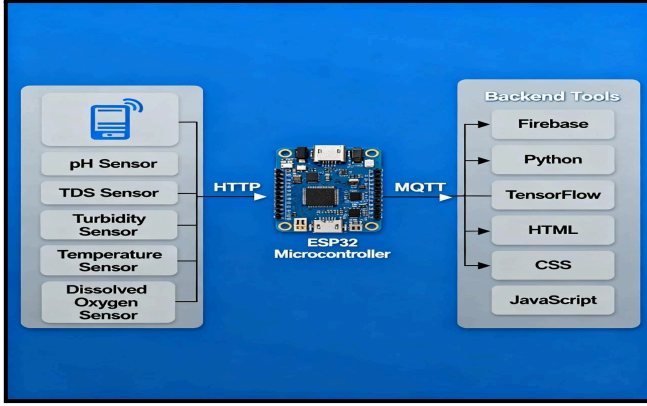 pH Sensor
TDS Sensor
Turbidity
Sensor
Temperature
Sensor
Dissolved
Oxygen
Sensor
HTTP
ESP32
Microcontroller
MQTT
Backend Tools
Firebase
Python
TensorFlow
HTML
CSS
JavaScript